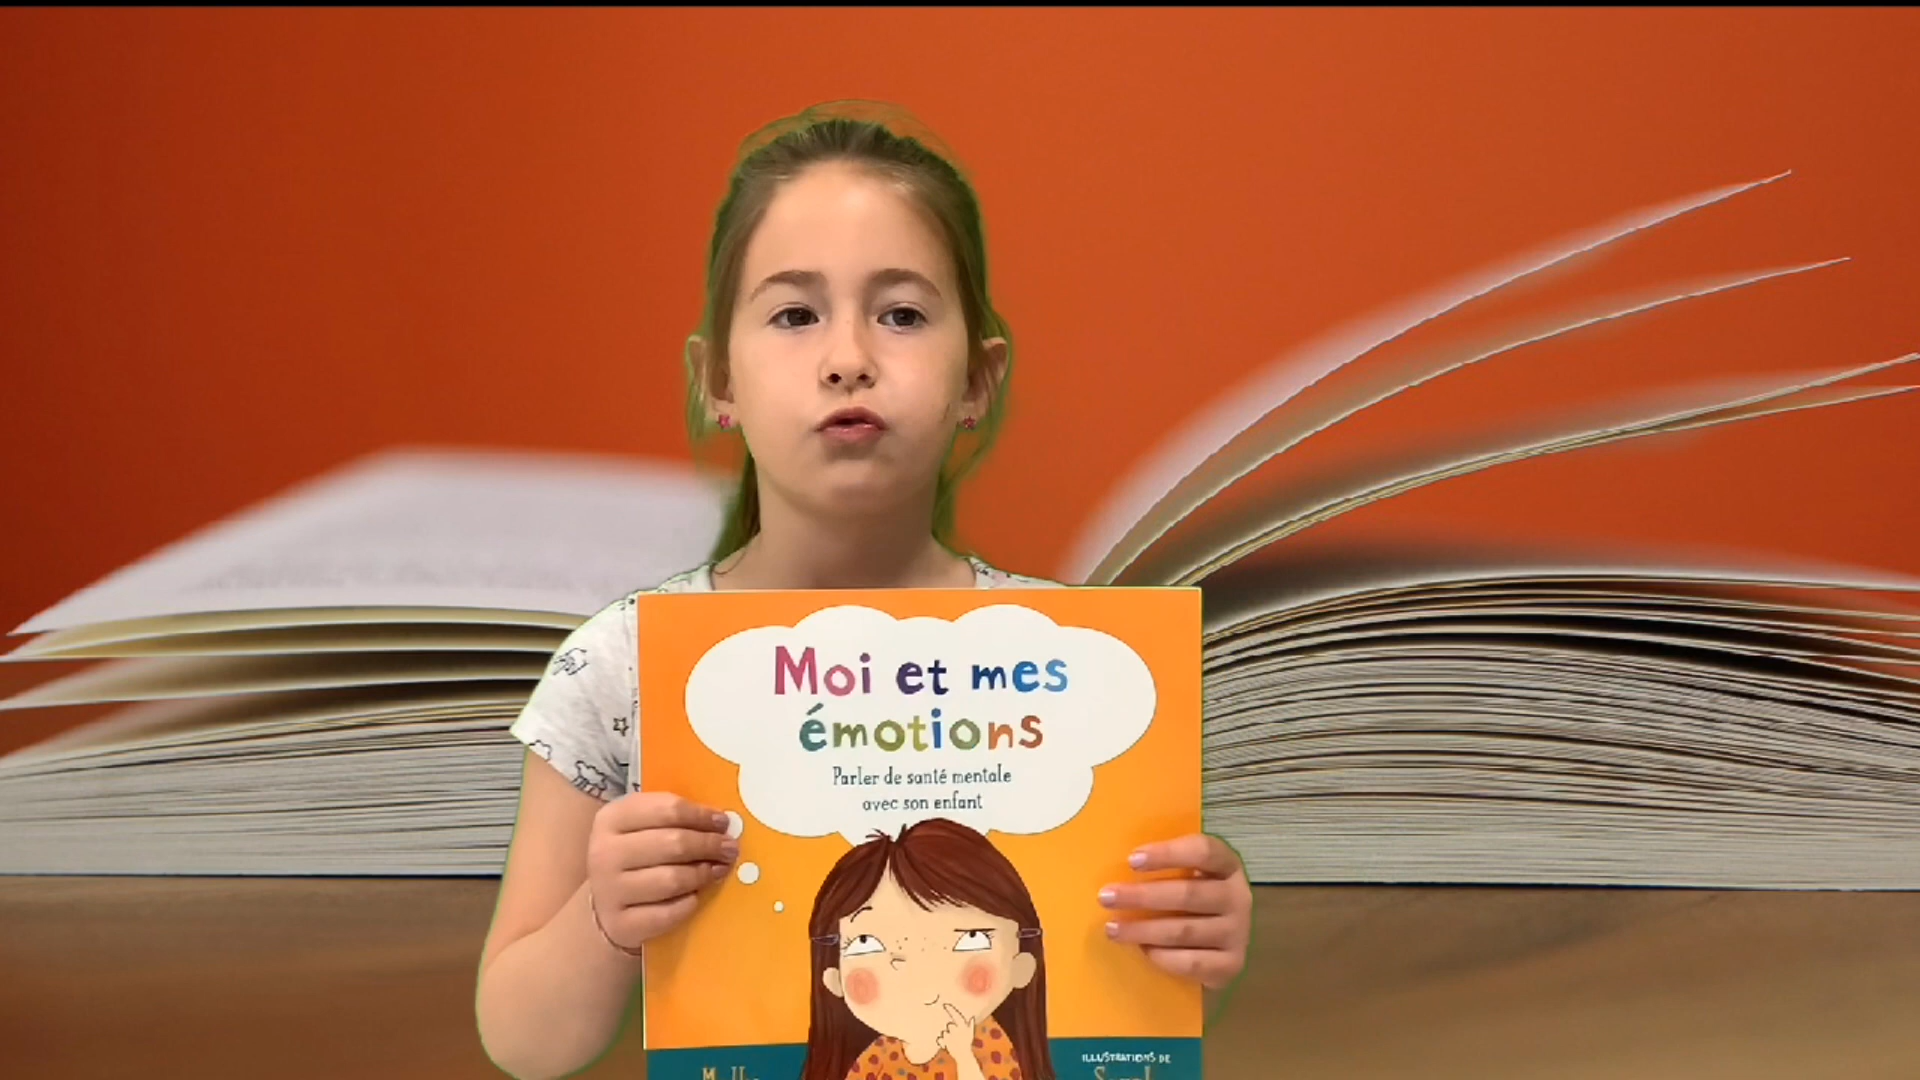 Moi et mes
émotions
Parler de santé mentale
avec son enfant
ILLUSTRATIONS DE